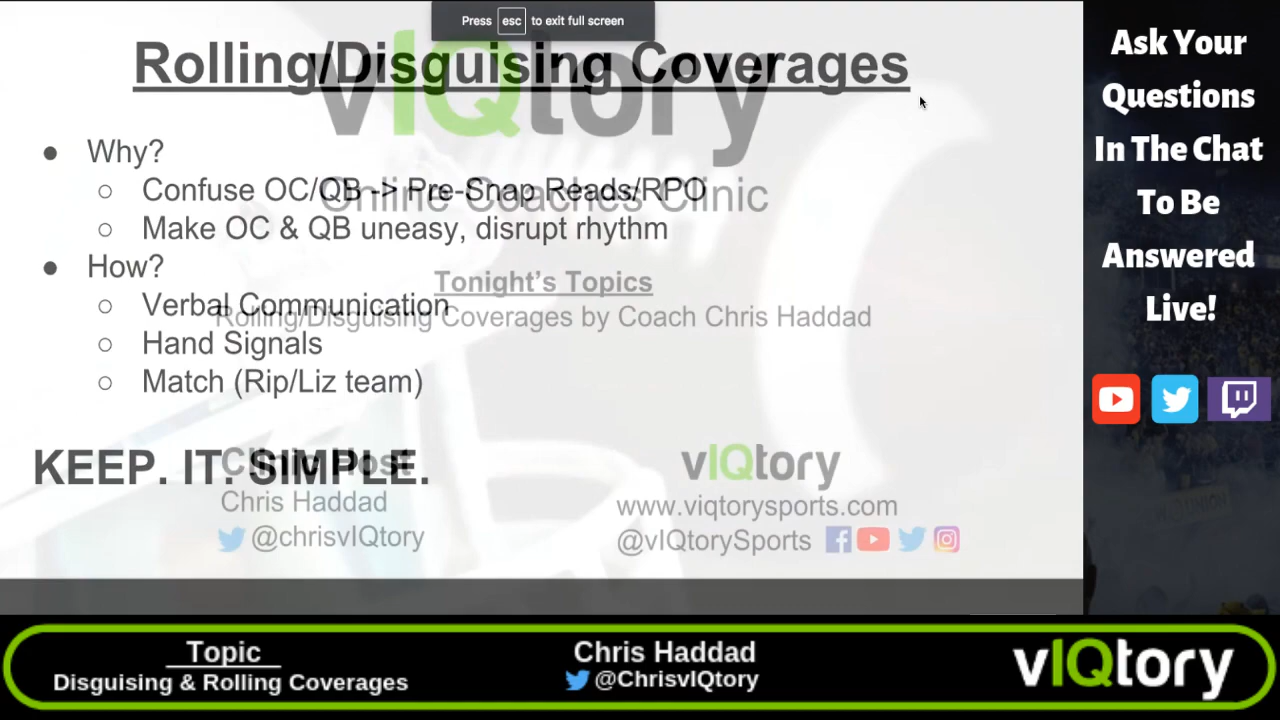 Press esc to exit full screen
Rolling/Disguising Coverages
● Why?
○ Confuse OC/QB -> Pre-Snap Reads/RPO
○ Make OC & QB uneasy, disrupt rhythm
● How?
○ Verbal Communication
○ Hand Signals
○ Match (Rip/Liz team)
KEEP. IT. SIMPLE.
vIQtory
Online Coaches Clinic
Tonight's Topics
Rolling/Disguising Coverages by Coach Chris Haddad
Clinic Host
Chris Haddad
@chrisvIQtory
vIQtory
www.viqtorysports.com
@vIQtorySports
Ask Your
Questions
In The Chat
To Be
Answered
Live!
Topic
Disguising & Rolling Coverages
Chris Haddad
@ChrisvIQtory
vIQtory